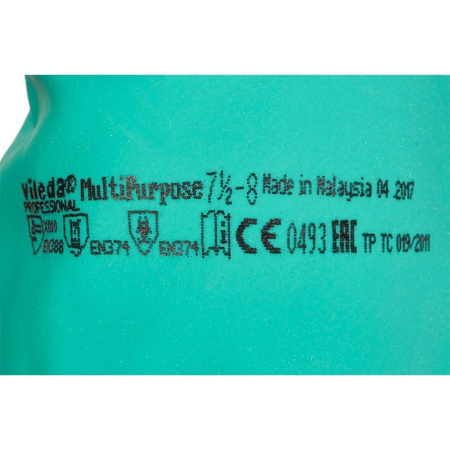 Vileda® MultiPurpose 7½-8 Made in Malaysia 04 2017
PROFESSIONAL
EN388 EN374 EN374 CE 0493 EAC TP TC 019/2011